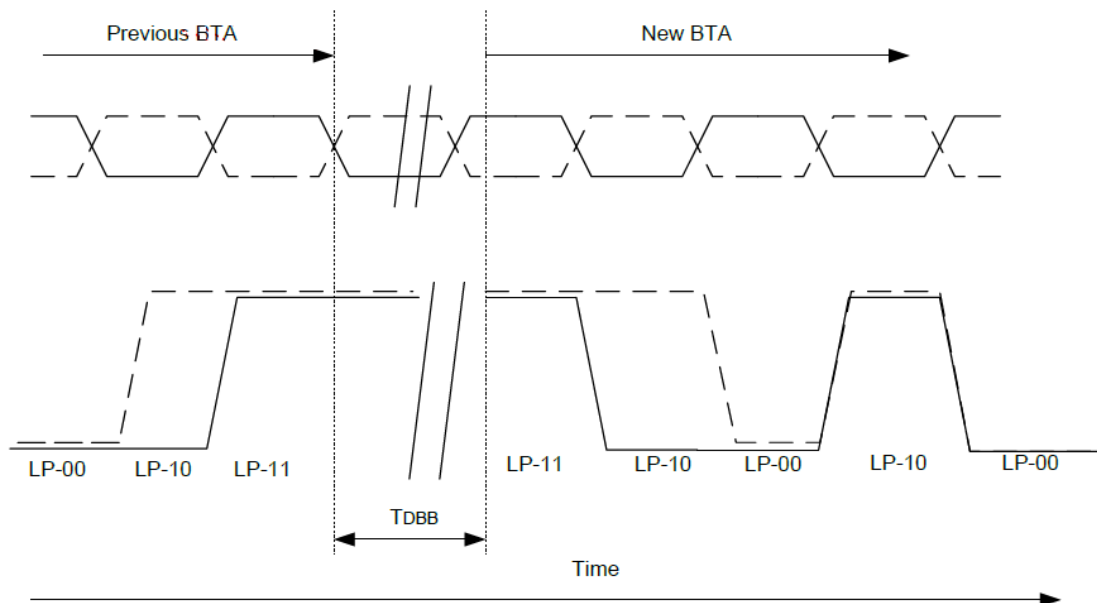 Previous BTA
New BTA
LP-00
LP-10
LP-11
LP-11
LP-10
LP-00
LP-10
LP-00
TDBB
Time